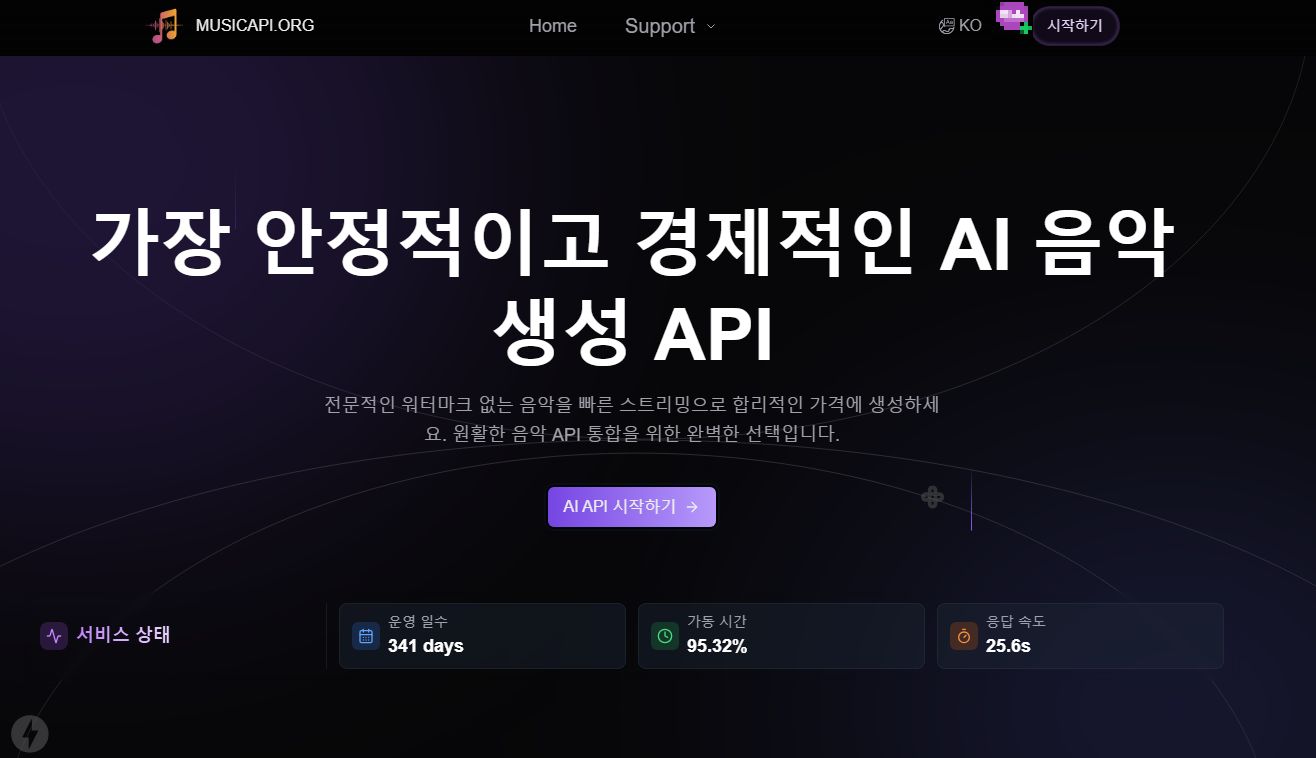 MUSICAPI.ORG
Home
Support
KO
시작하기
가장 안정적이고 경제적인 AI 음악
생성 API
전문적인 워터마크 없는 음악을 빠른 스트리밍으로 합리적인 가격에 생성하세
요. 원활한 음악 API 통합을 위한 완벽한 선택입니다.
AI API 시작하기 →
서비스 상태
운영 일수
341 days
가동 시간
95.32%
응답 속도
25.6s